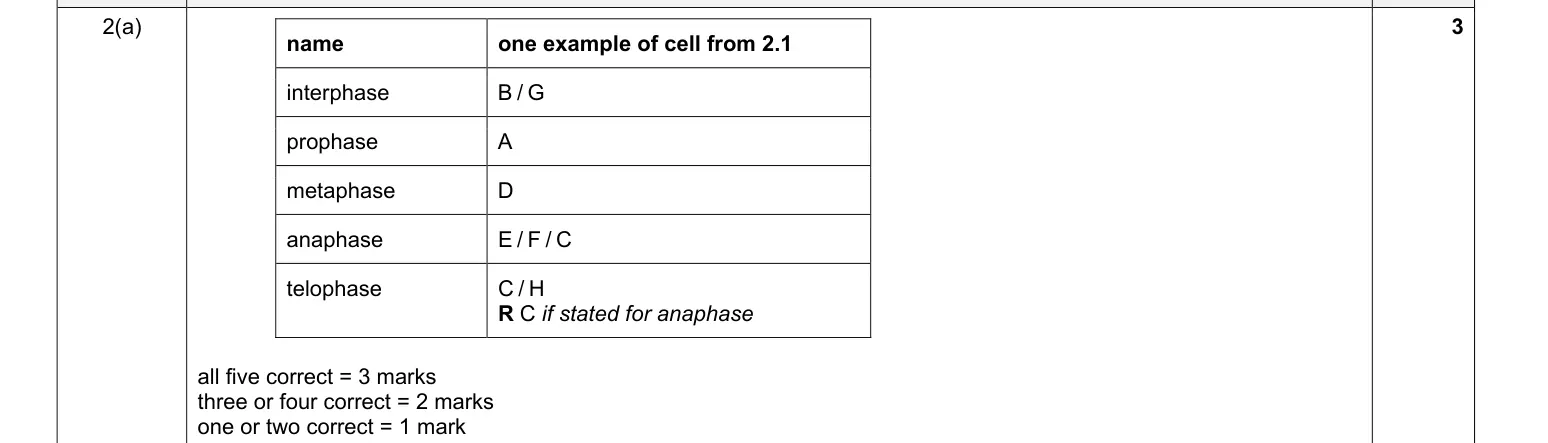 2(a) 3
name one example of cell from 2.1
interphase B / G
prophase A
metaphase D
anaphase E / F / C
telophase C / H
R C if stated for anaphase
all five correct = 3 marks
three or four correct = 2 marks
one or two correct = 1 mark